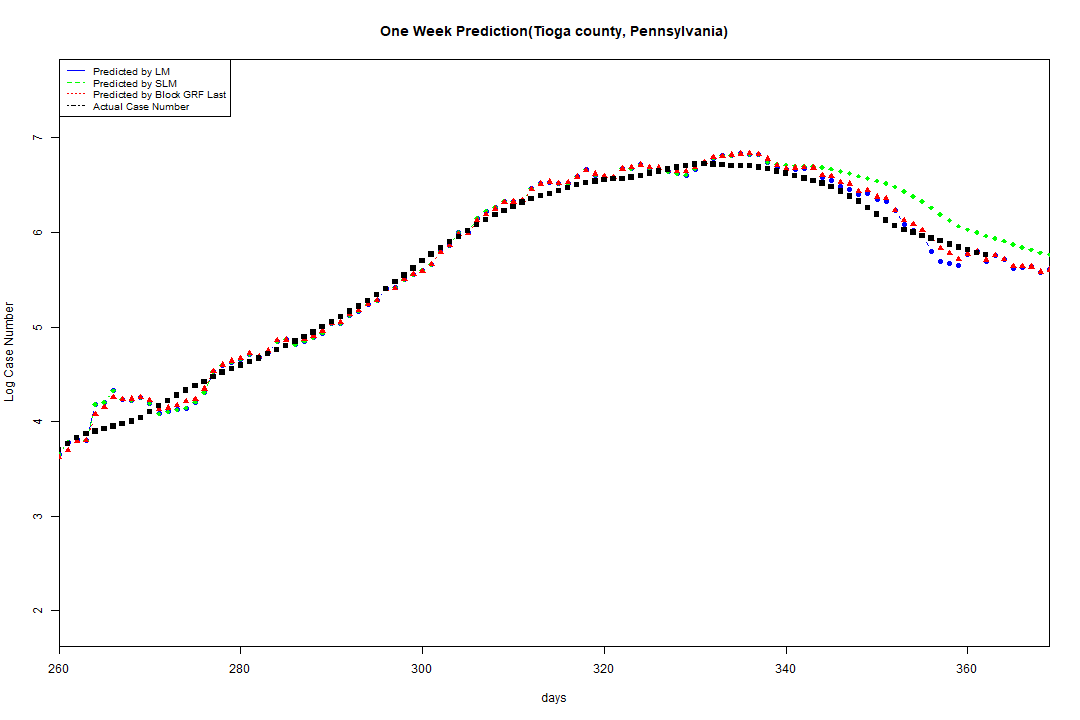 One Week Prediction(Tioga county, Pennsylvania)
Predicted by LM
Predicted by SLM
Predicted by Block GRF Last
Actual Case Number
7
6
5
4
3
2
Log Case Number
260 280 300 320 340 360
days